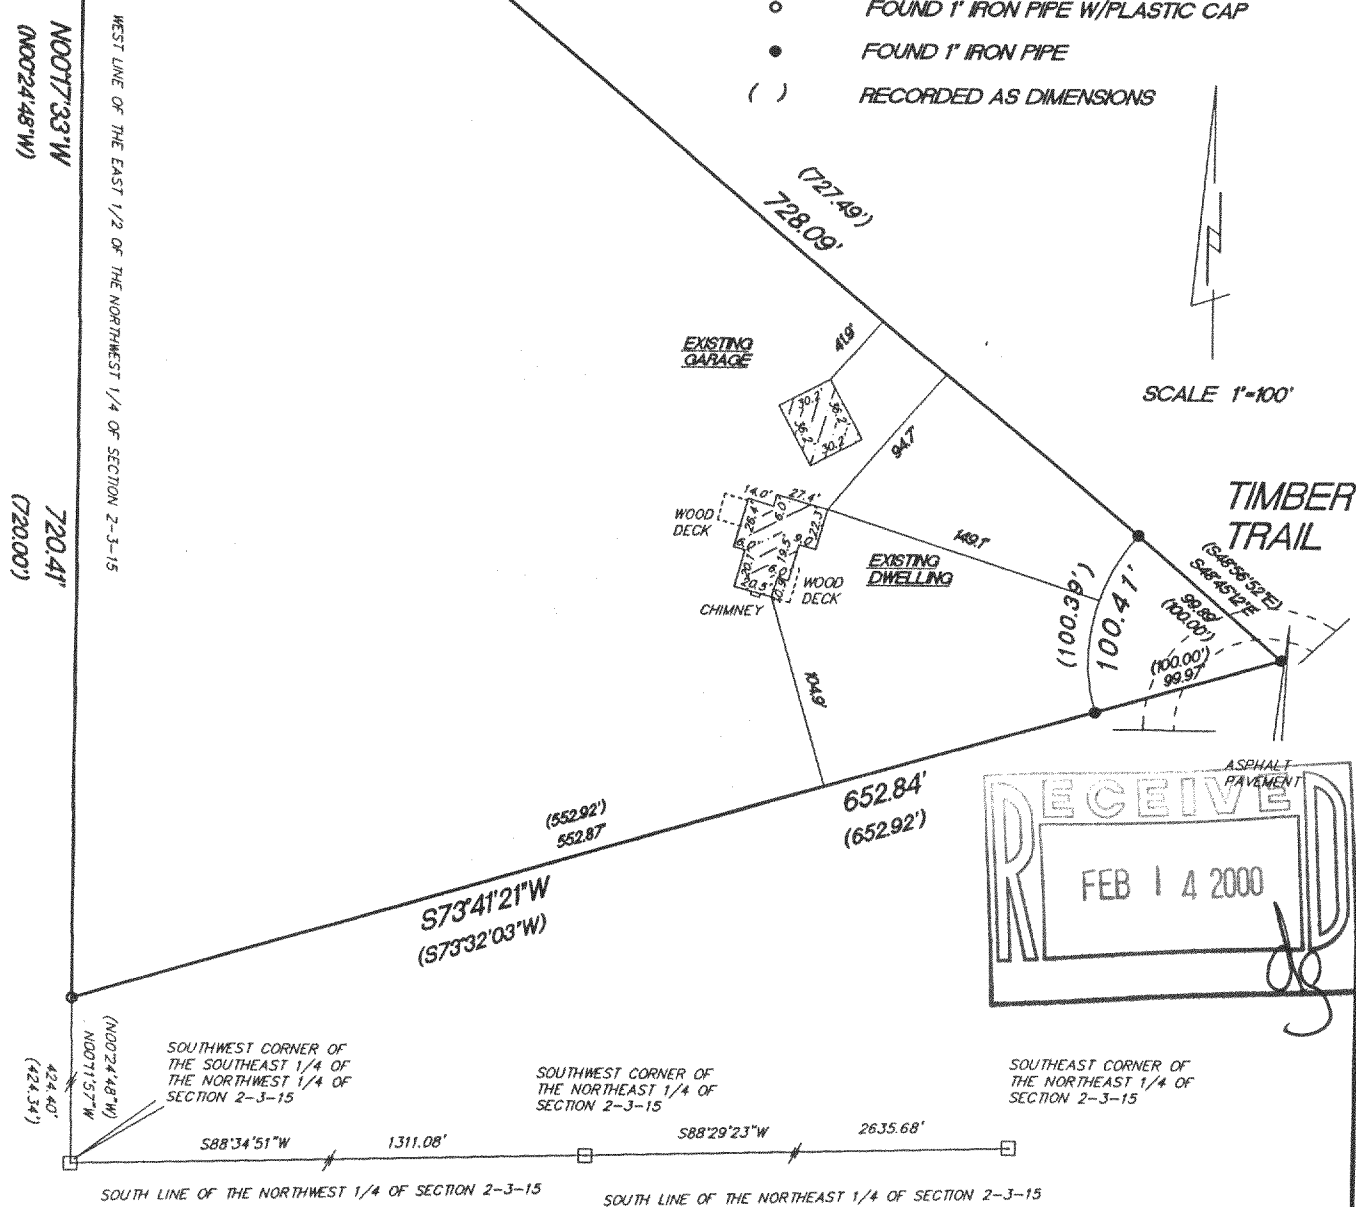 FOUND 1" IRON PIPE W/PLASTIC CAP
FOUND 1" IRON PIPE
( ) RECORDED AS DIMENSIONS
N00°17'33"W
(N00°24'48"W)
WEST LINE OF THE EAST 1/2 OF THE NORTHWEST 1/4 OF SECTION 2-3-15
720.41'
(720.00')
(727.49')
728.09'
SCALE 1"=100'
EXISTING
GARAGE
41.9'
30.2'
36.2'
36.2'
30.2'
94.7'
14.0'
27.4'
WOOD
DECK
26.4'
6.0'
22.3'
6.0'
20.1'
19.5'
20.5'
EXISTING
DWELLING
WOOD
DECK
CHIMNEY
149.1'
104.9'
TIMBER
TRAIL
(S48°56'52"E)
S48°45'12"E
99.89'
(100.00')
(100.39')
100.41'
(100.00')
99.97'
ASPHALT
PAVEMENT
652.84'
(652.92')
(552.92')
552.87'
S73°41'21"W
(S73°32'03"W)
RECEIVED
FEB 14 2000
(N00°24'48"W)
N00°11'57"W
424.40'
(424.34')
SOUTHWEST CORNER OF
THE SOUTHEAST 1/4 OF
THE NORTHWEST 1/4 OF
SECTION 2-3-15
SOUTHWEST CORNER OF
THE NORTHEAST 1/4 OF
SECTION 2-3-15
SOUTHEAST CORNER OF
THE NORTHEAST 1/4 OF
SECTION 2-3-15
S88°34'51"W
1311.08'
S88°29'23"W
2635.68'
SOUTH LINE OF THE NORTHWEST 1/4 OF SECTION 2-3-15
SOUTH LINE OF THE NORTHEAST 1/4 OF SECTION 2-3-15